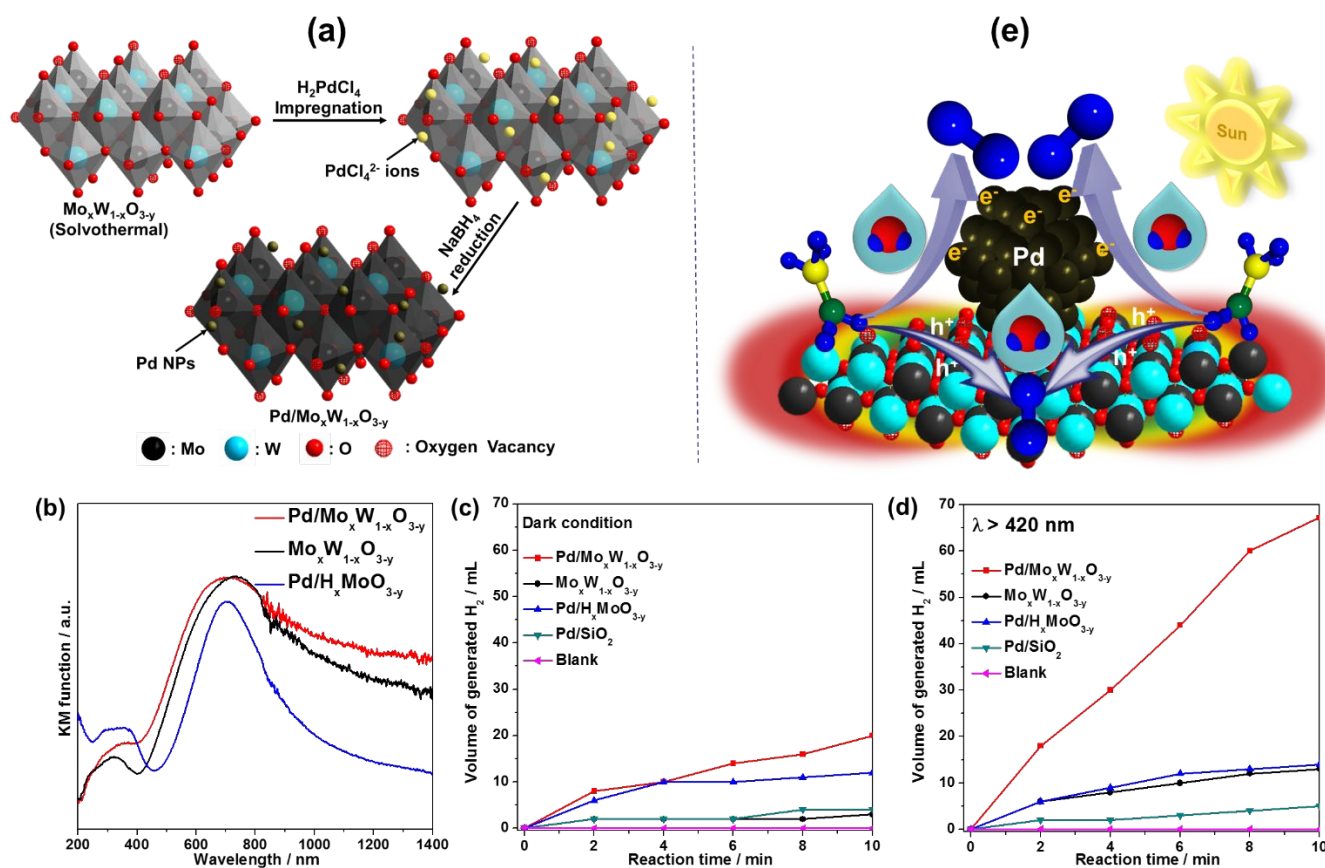 (a)
H₂PdCl₄
Impregnation
PdCl₄²⁻ ions
MoₓW₁₋ₓO₃₋ᵧ
(Solvothermal)
NaBH₄
reduction
Pd NPs
Pd/MoₓW₁₋ₓO₃₋ᵧ
: Mo
: W
: O
: Oxygen Vacancy
(e)
Sun
e⁻
e⁻
e⁻
e⁻
e⁻
Pd
h⁺
h⁺
h⁺
h⁺
(b)
Pd/MoₓW₁₋ₓO₃₋ᵧ
MoₓW₁₋ₓO₃₋ᵧ
Pd/HₓMoO₃₋ᵧ
KM function / a.u.
200 400 600 800 1000 1200 1400
Wavelength / nm
(c)
Dark condition
Pd/MoₓW₁₋ₓO₃₋ᵧ
MoₓW₁₋ₓO₃₋ᵧ
Pd/HₓMoO₃₋ᵧ
Pd/SiO₂
Blank
Volume of generated H₂ / mL
70
60
50
40
30
20
10
0
0 2 4 6 8 10
Reaction time / min
(d)
λ > 420 nm
Pd/MoₓW₁₋ₓO₃₋ᵧ
MoₓW₁₋ₓO₃₋ᵧ
Pd/HₓMoO₃₋ᵧ
Pd/SiO₂
Blank
Volume of generated H₂ / mL
70
60
50
40
30
20
10
0
0 2 4 6 8 10
Reaction time / min